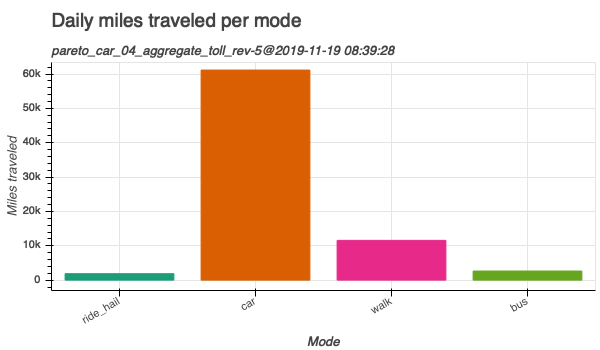 Daily miles traveled per mode
pareto_car_04_aggregate_toll_rev-5@2019-11-19 08:39:28
60k
50k
40k
30k
20k
10k
0
Miles traveled
ride_hail
car
walk
bus
Mode